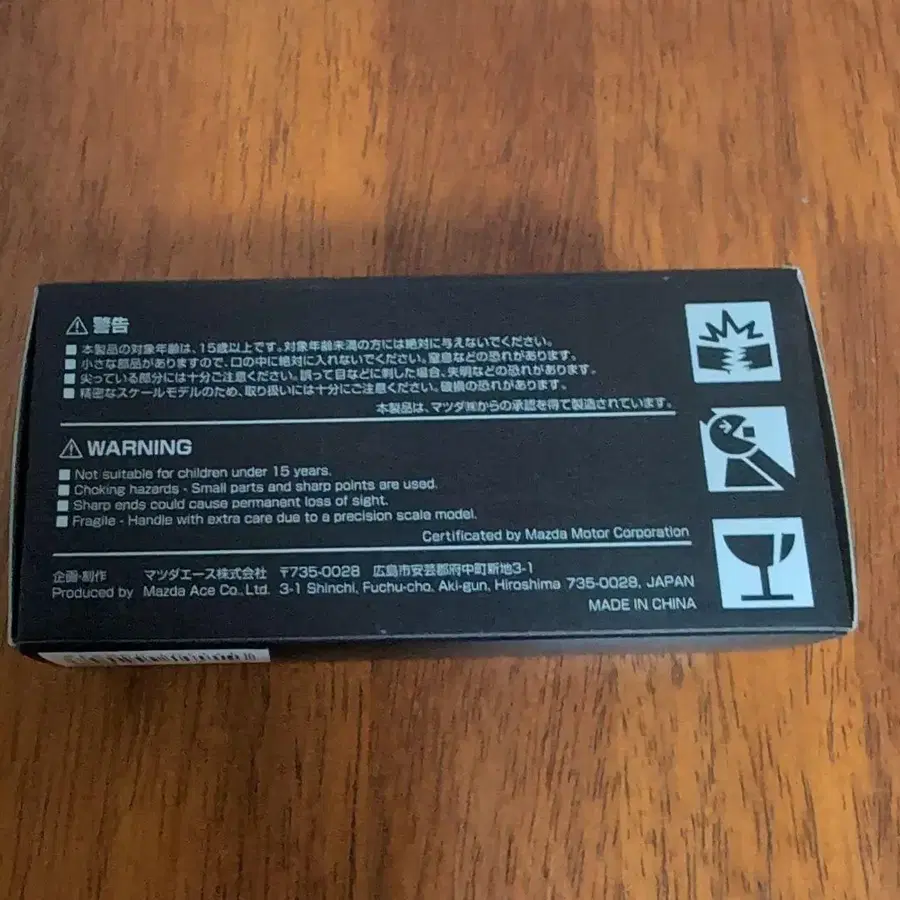 ⚠ 警告
■ 本製品の対象年齢は、15歳以上です。対象年齢未満の方には絶対に与えないでください。
■ 小さな部品がありますので、口の中に絶対に入れないでください。窒息などの恐れがあります。
■ 尖っている部分には十分ご注意ください。誤って目などに刺した場合、失明などの恐れがあります。
■ 精密なスケールモデルのため、取り扱いには十分にご注意ください。破損の恐れがあります。
本製品は、マツダ㈱からの承認を得て製造されています。
⚠ WARNING
■ Not suitable for children under 15 years.
■ Choking hazards - Small parts and sharp points are used.
■ Sharp ends could cause permanent loss of sight.
■ Fragile - Handle with extra care due to a precision scale model.
Certificated by Mazda Motor Corporation
企画・制作 マツダエース株式会社 〒735-0028 広島市安芸郡府中町新地3-1
Produced by Mazda Ace Co., Ltd. 3-1 Shinchi, Fuchu-cho, Aki-gun, Hiroshima 735-0028, JAPAN
MADE IN CHINA